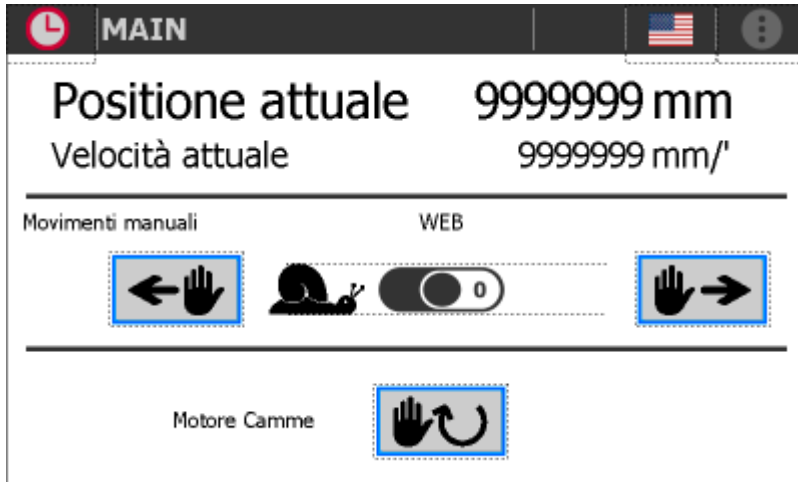 MAIN
Positione attuale 9999999 mm
Velocità attuale 9999999 mm/'
Movimenti manuali WEB
0
Motore Camme